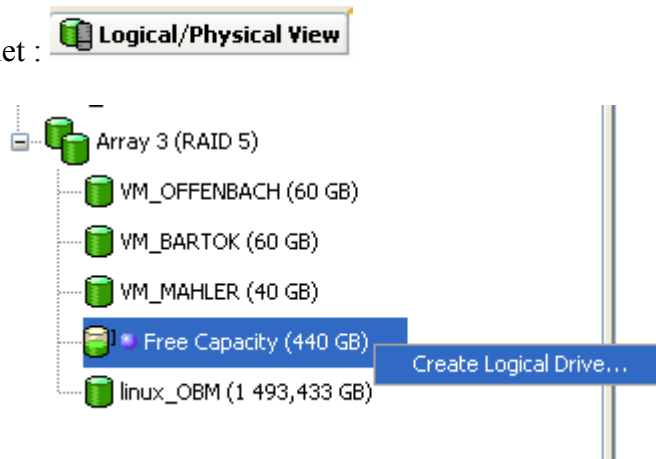 et : Logical/Physical View
Array 3 (RAID 5)
VM_OFFENBACH (60 GB)
VM_BARTOK (60 GB)
VM_MAHLER (40 GB)
Free Capacity (440 GB)
Create Logical Drive...
linux_OBM (1 493,433 GB)